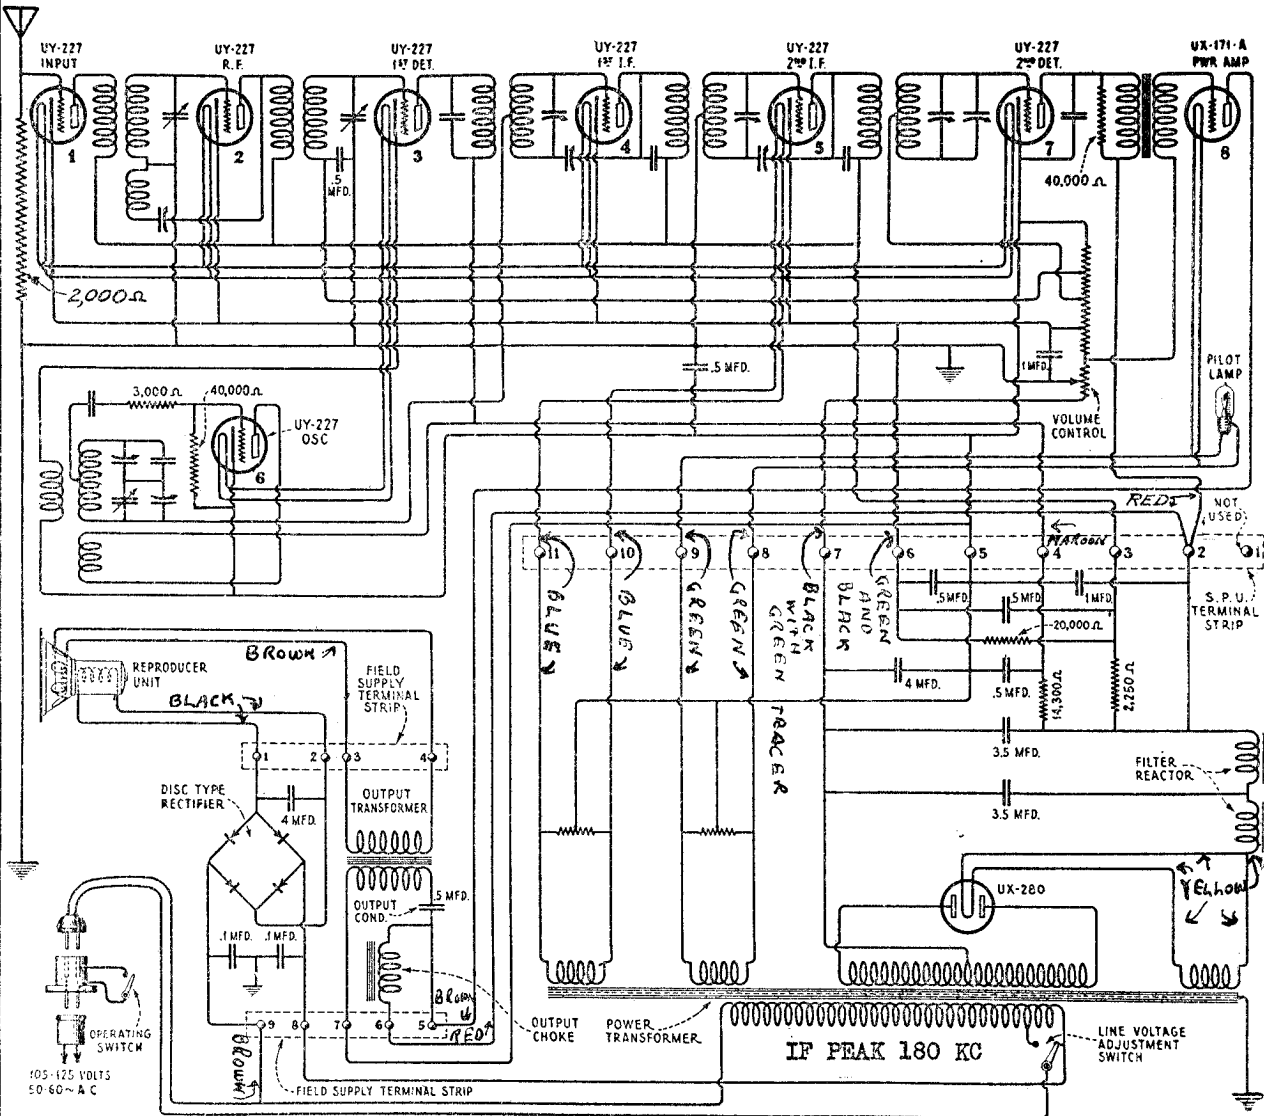 UY-227
INPUT
UY-227
R.F.
UY-227
1ST DET.
UY-227
1ST I.F.
UY-227
2ND I.F.
UY-227
2ND DET.
UX-171-A
PWR AMP
1
2
3
4
5
7
8
.5
MFD.
40,000 Ω
2,000 Ω
.5 MFD.
1 MFD.
PILOT
LAMP
VOLUME
CONTROL
3,000 Ω
40,000 Ω
UY-227
OSC
6
RED
NOT
USED
MAROON
11
10
9
8
7
6
5
4
3
2
1
S.P.U.
TERMINAL
STRIP
BLUE
BLUE
GREEN
GREEN
BLACK
WITH
GREEN TRACER
BLACK
GREEN
AND
BLACK
.5 MFD.
.5 MFD.
.1 MFD.
20,000 Ω
4 MFD.
.5 MFD.
14,300 Ω
2,250 Ω
3.5 MFD.
3.5 MFD.
FILTER
REACTOR
REPRODUCER
UNIT
BROWN
BLACK
FIELD
SUPPLY
TERMINAL
STRIP
1
2
3
4
DISC TYPE
RECTIFIER
4 MFD.
OUTPUT
TRANSFORMER
OUTPUT
COND.
.5 MFD.
.1 MFD.
.1 MFD.
UX-280
YELLOW
9
8
7
6
5
BROWN
RED
BROWN
OUTPUT
CHOKE
POWER
TRANSFORMER
IF PEAK 180 KC
LINE VOLTAGE
ADJUSTMENT
SWITCH
OPERATING
SWITCH
105-125 VOLTS
50-60~ A C
FIELD SUPPLY TERMINAL STRIP